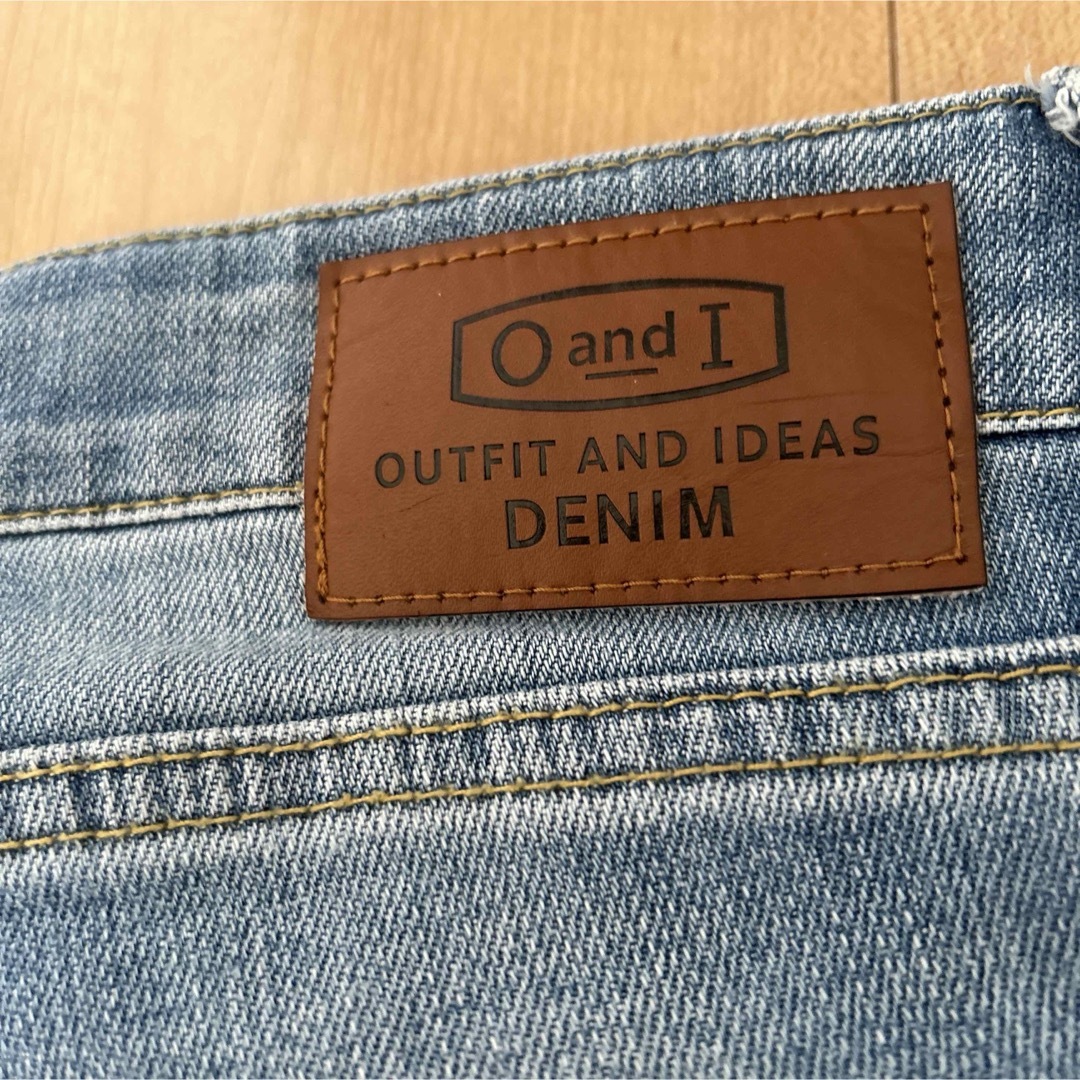 O and I
OUTFIT AND IDEAS
DENIM